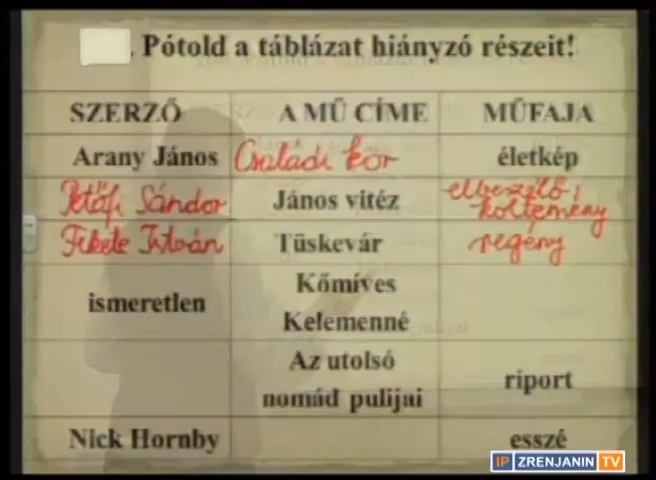 . Pótold a táblázat hiányzó részeit!
SZERZŐ A MŰ CÍME MŰFAJA
Arany János Családi kör életkép
Petőfi Sándor János vitéz elbeszélő költemény
Fekete István Tüskevár regény
ismeretlen Kőmíves Kelemenné
Az utolsó nomád pulijai riport
Nick Hornby esszé
IP ZRENJANIN TV